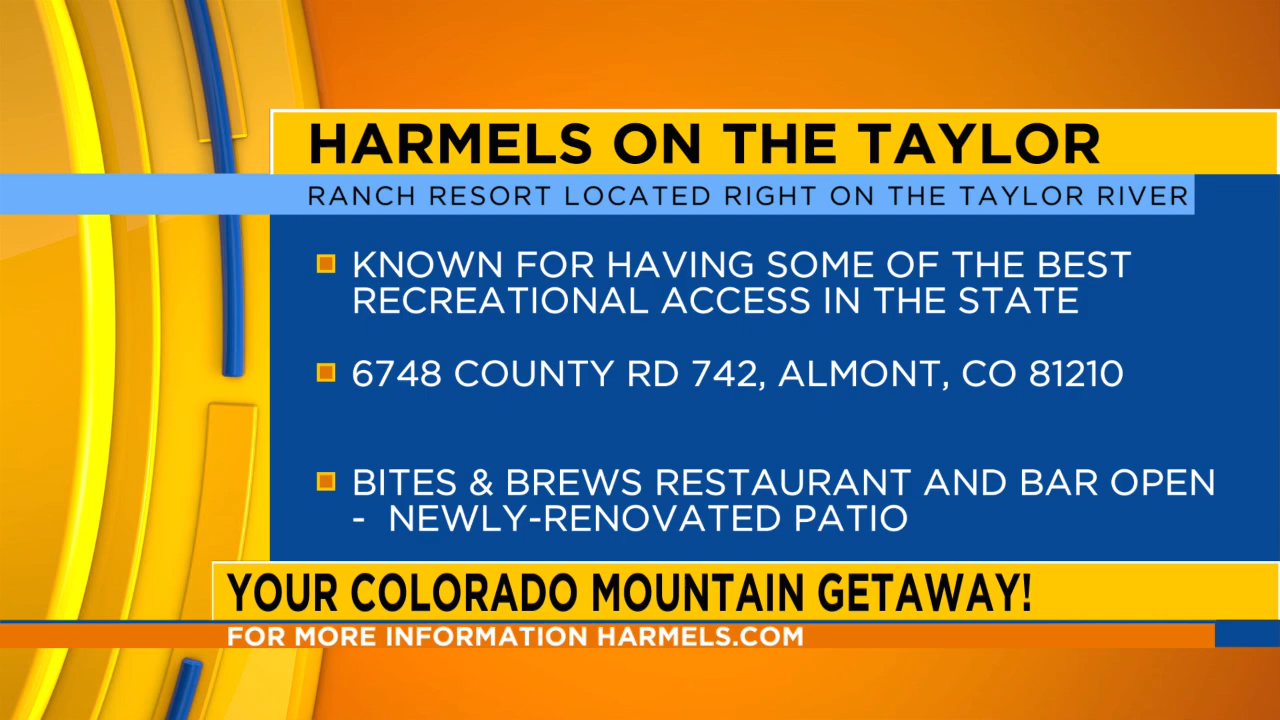 HARMELS ON THE TAYLOR
RANCH RESORT LOCATED RIGHT ON THE TAYLOR RIVER
KNOWN FOR HAVING SOME OF THE BEST
RECREATIONAL ACCESS IN THE STATE
6748 COUNTY RD 742, ALMONT, CO 81210
BITES & BREWS RESTAURANT AND BAR OPEN
- NEWLY-RENOVATED PATIO
YOUR COLORADO MOUNTAIN GETAWAY!
FOR MORE INFORMATION HARMELS.COM